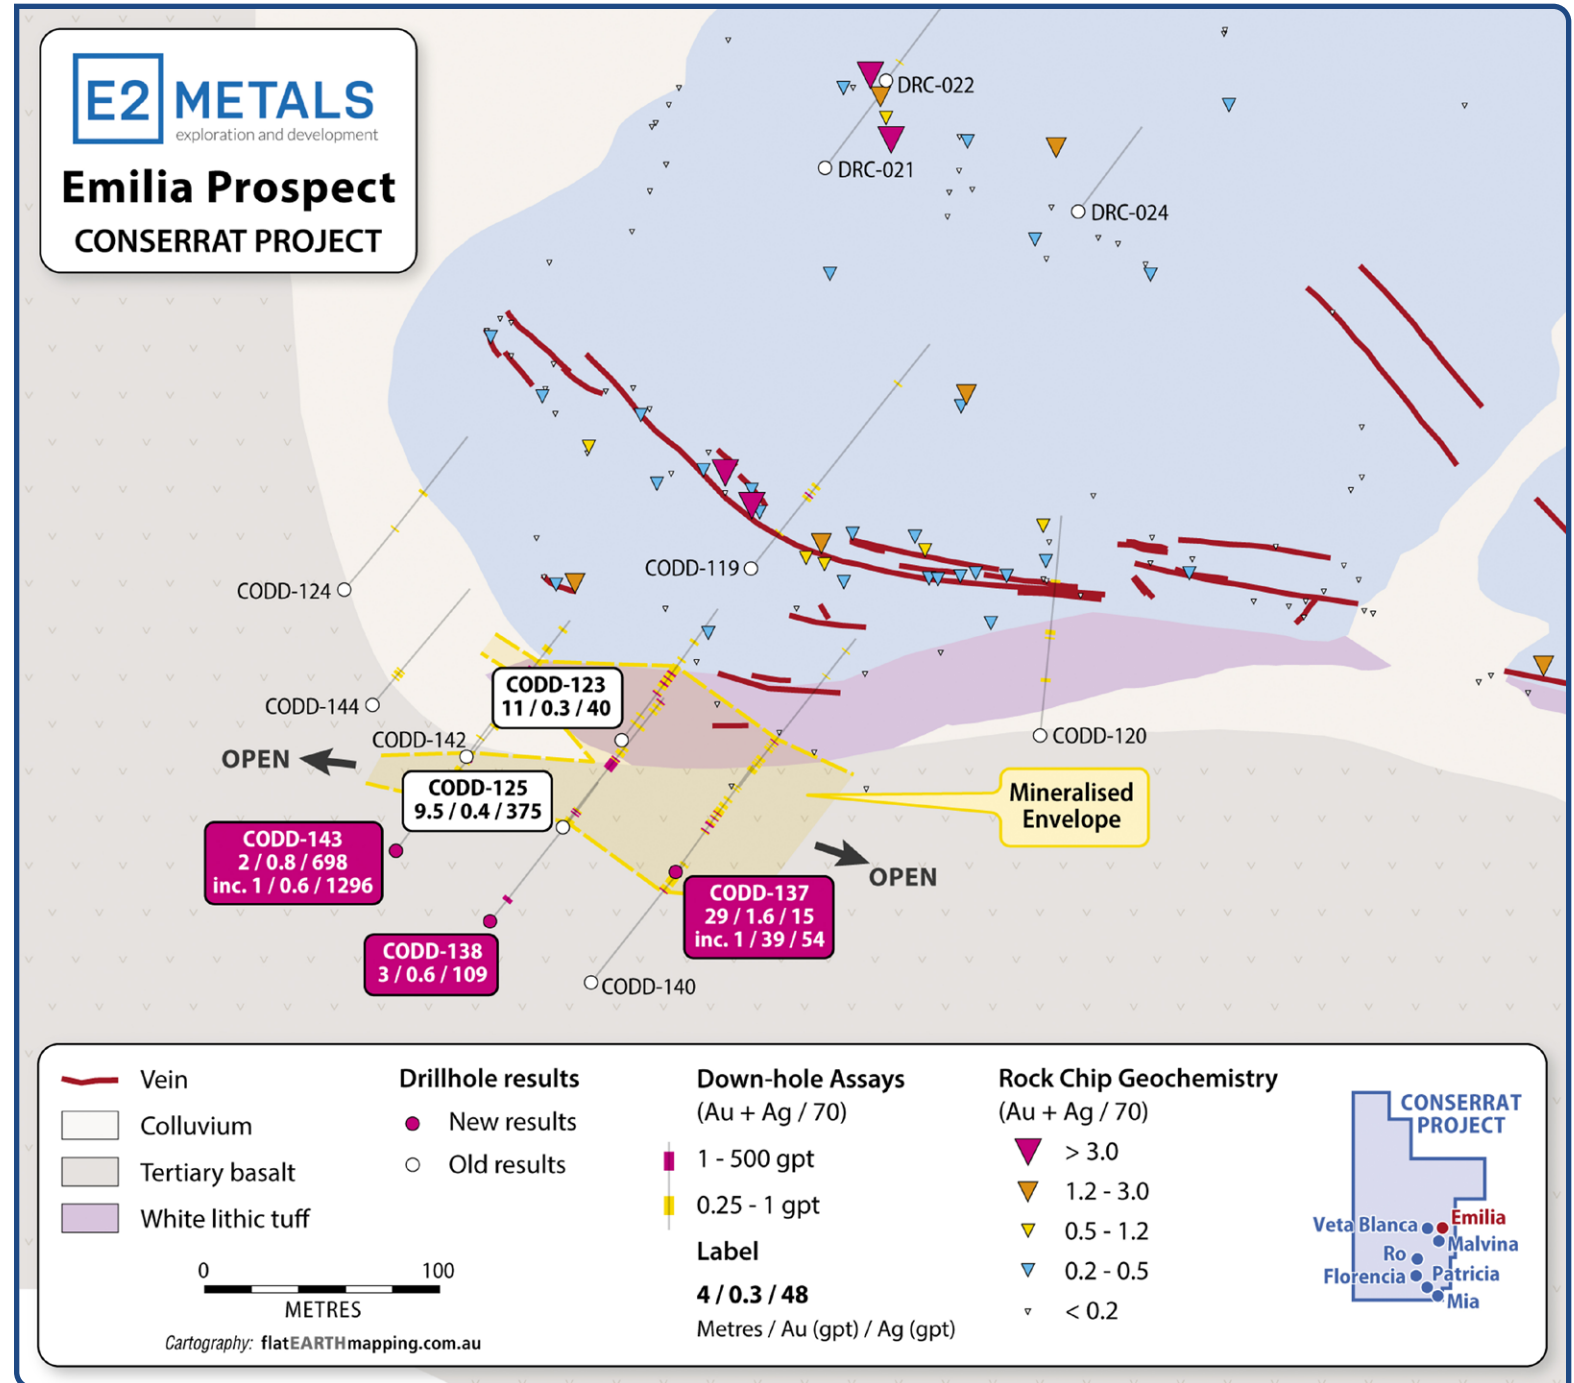 E2 METALS
exploration and development
Emilia Prospect
CONSERRAT PROJECT
DRC-022
DRC-021
DRC-024
CODD-119
CODD-124
CODD-144
CODD-123
11 / 0.3 / 40
CODD-142
OPEN
CODD-120
CODD-125
9.5 / 0.4 / 375
Mineralised
Envelope
CODD-143
2 / 0.8 / 698
inc. 1 / 0.6 / 1296
OPEN
CODD-137
29 / 1.6 / 15
inc. 1 / 39 / 54
CODD-138
3 / 0.6 / 109
CODD-140
Vein
Colluvium
Tertiary basalt
White lithic tuff
0 100
METRES
Cartography: flatEARTHmapping.com.au
Drillhole results
New results
Old results
Down-hole Assays
(Au + Ag / 70)
1 - 500 gpt
0.25 - 1 gpt
Label
4 / 0.3 / 48
Metres / Au (gpt) / Ag (gpt)
Rock Chip Geochemistry
(Au + Ag / 70)
> 3.0
1.2 - 3.0
0.5 - 1.2
0.2 - 0.5
< 0.2
CONSERRAT
PROJECT
Emilia
Veta Blanca
Malvina
Ro
Florencia
Patricia
Mia